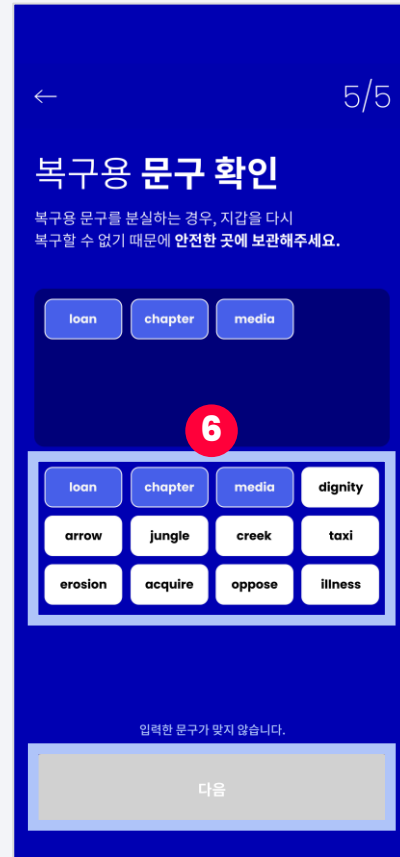 5/5
복구용 문구 확인
복구용 문구를 분실하는 경우, 지갑을 다시
복구할 수 없기 때문에 안전한 곳에 보관해주세요.
loan chapter media
6
loan chapter media dignity
arrow jungle creek taxi
erosion acquire oppose illness
입력한 문구가 맞지 않습니다.
다음